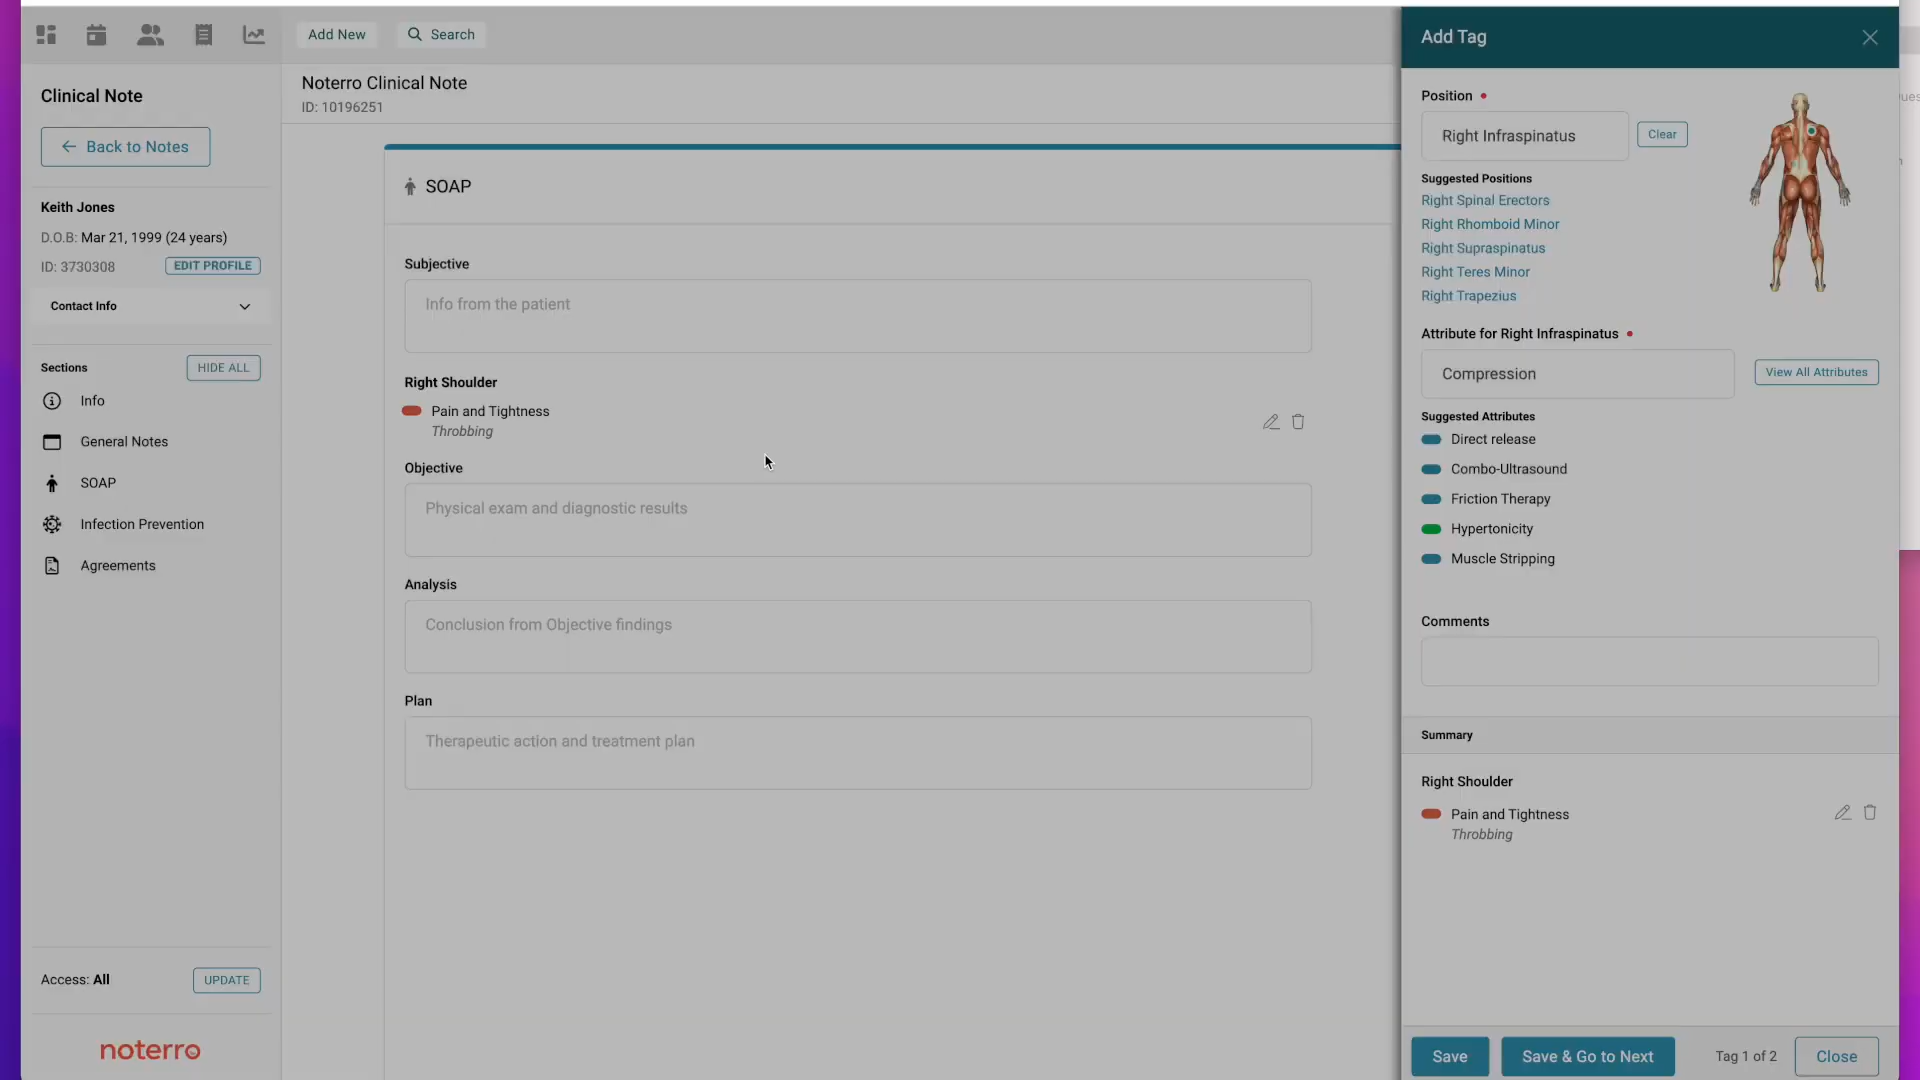 Add New
Search
Clinical Note
Back to Notes
Keith Jones
D.O.B: Mar 21, 1999 (24 years)
ID: 3730308
EDIT PROFILE
Contact Info
Sections
HIDE ALL
Info
General Notes
SOAP
Infection Prevention
Agreements
Access: All
UPDATE
noterro
Noterro Clinical Note
ID: 10196251
SOAP
Subjective
Info from the patient
Right Shoulder
Pain and Tightness
Throbbing
Objective
Physical exam and diagnostic results
Analysis
Conclusion from Objective findings
Plan
Therapeutic action and treatment plan
Add Tag
Position
Right Infraspinatus
Clear
Suggested Positions
Right Spinal Erectors
Right Rhomboid Minor
Right Supraspinatus
Right Teres Minor
Right Trapezius
Attribute for Right Infraspinatus
Compression
View All Attributes
Suggested Attributes
Direct release
Combo-Ultrasound
Friction Therapy
Hypertonicity
Muscle Stripping
Comments
Summary
Right Shoulder
Pain and Tightness
Throbbing
Save
Save & Go to Next
Tag 1 of 2
Close